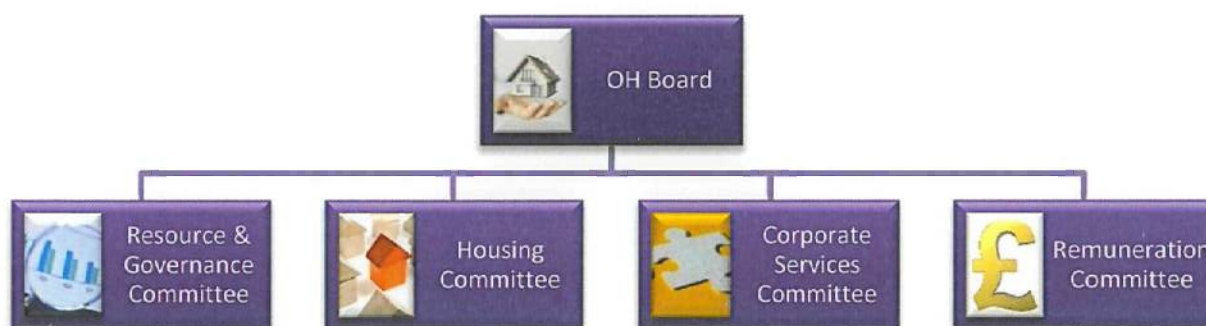 OH Board
Resource &
Governance
Committee
Housing
Committee
Corporate
Services
Committee
Remuneration
Committee
£